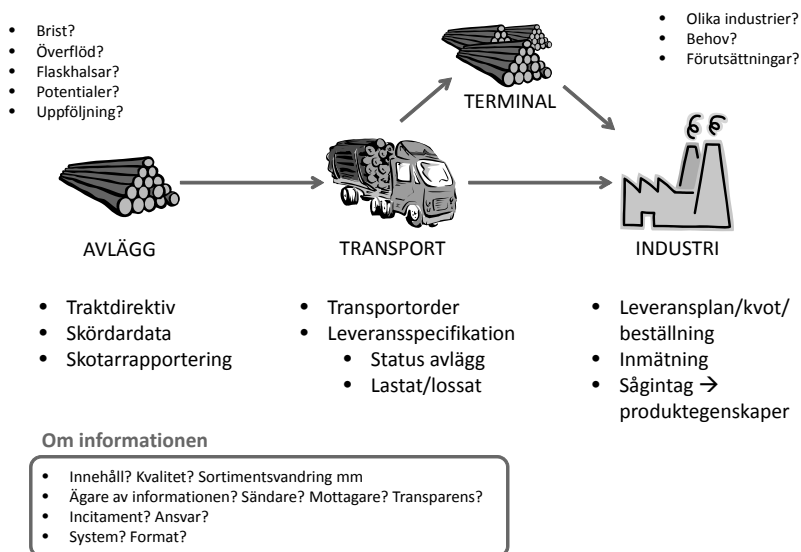 • Brist?
• Överflöd?
• Flaskhalsar?
• Potentialer?
• Uppföljning?
• Olika industrier?
• Behov?
• Förutsättningar?
TERMINAL
AVLÄGG
TRANSPORT
INDUSTRI
• Traktdirektiv
• Skördardata
• Skotarrapportering
• Transportorder
• Leveransspecifikation
• Status avlägg
• Lastat/lossat
• Leveransplan/kvot/
beställning
• Inmätning
• Sågintag →
produktegenskaper
Om informationen
• Innehåll? Kvalitet? Sortimentsvandring mm
• Ägare av informationen? Sändare? Mottagare? Transparens?
• Incitament? Ansvar?
• System? Format?